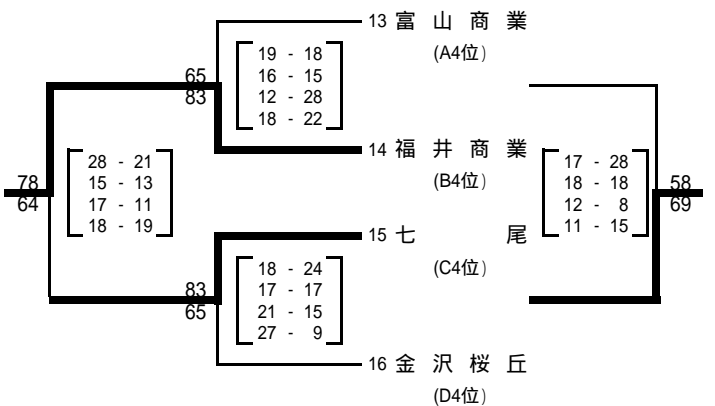 13 富山商業
(A4位)
19 - 18
16 - 15
12 - 28
18 - 22
65
83
14 福井商業
(B4位)
28 - 21
15 - 13
17 - 11
18 - 19
78
64
17 - 28
18 - 18
12 - 8
11 - 15
58
69
15 七尾
(C4位)
18 - 24
17 - 17
21 - 15
27 - 9
83
65
16 金沢桜丘
(D4位)